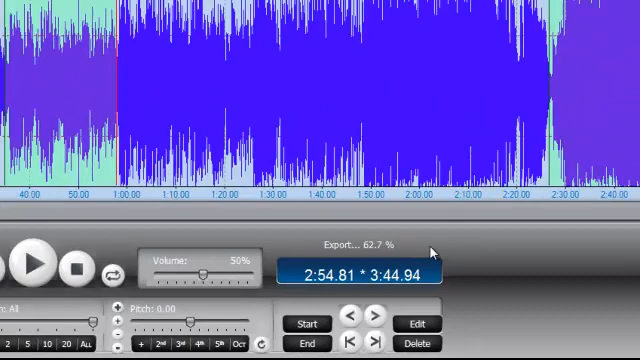 40.00 50.00 1:00.00 1:10.00 1:20.00 1:30.00 1:40.00 1:50.00 2:00.00 2:10.00 2:20.00 2:30.00 2:40.00
Export... 62.7 %
Volume: 50%
2:54.81 * 3:44.94
n: All Pitch: 0.00
Start Edit
2 5 10 20 ALL + 2nd 3rd 4th 5th Oct
End Delete